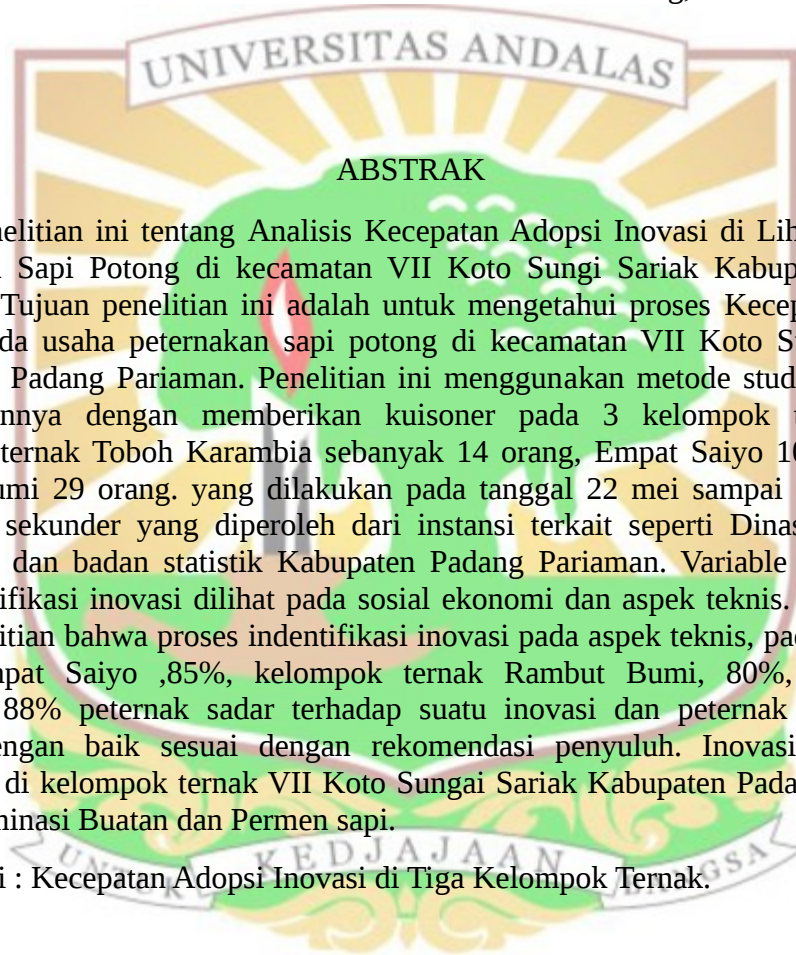 UNIVERSITAS ANDALAS
ABSTRAK
nelitian ini tentang Analisis Kecepatan Adopsi Inovasi di Lih
Sapi Potong di kecamatan VII Koto Sungi Sariak Kabup
Tujuan penelitian ini adalah untuk mengetahui proses Kecep
da usaha peternakan sapi potong di kecamatan VII Koto S
Padang Pariaman. Penelitian ini menggunakan metode stud
nnya dengan memberikan kuisoner pada 3 kelompok t
ternak Toboh Karambia sebanyak 14 orang, Empat Saiyo 1
umi 29 orang. yang dilakukan pada tanggal 22 mei sampai
sekunder yang diperoleh dari instansi terkait seperti Dinas
dan badan statistik Kabupaten Padang Pariaman. Variable
ifikasi inovasi dilihat pada sosial ekonomi dan aspek teknis.
itian bahwa proses indentifikasi inovasi pada aspek teknis, pad
pat Saiyo ,85%, kelompok ternak Rambut Bumi, 80%,
88% peternak sadar terhadap suatu inovasi dan peternak
engan baik sesuai dengan rekomendasi penyuluh. Inovasi
di kelompok ternak VII Koto Sungai Sariak Kabupaten Pada
minasi Buatan dan Permen sapi.
i : Kecepatan Adopsi Inovasi di Tiga Kelompok Ternak.
UNTUK KEDJAJAAN BANGSA